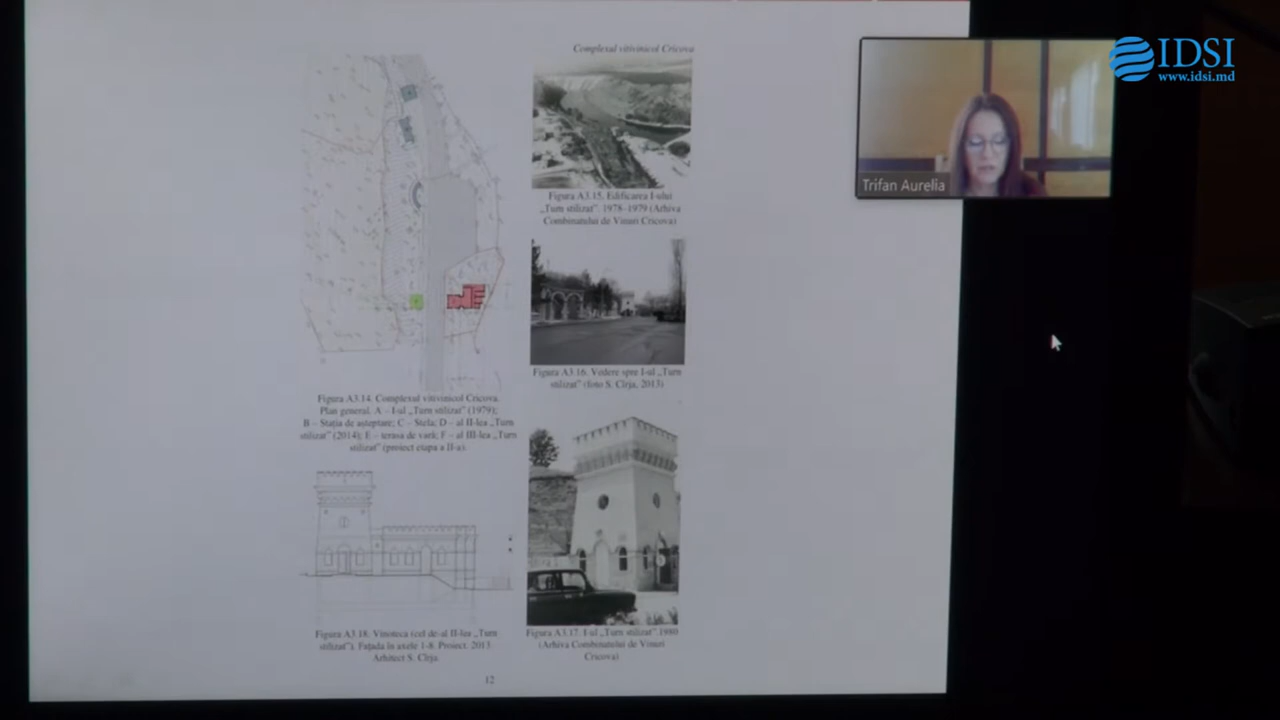 Complexul vitivinicol Cricova
Figura A3.14. Complexul vitivinicol Cricova.
Plan general. A – I-ul „Turn stilizat” (1979);
B – Stația de așteptare; C – Stela; D – al II-lea „Turn
stilizat” (2014); E – terasa de vară; F – al III-lea „Turn
stilizat” (proiect etapa a II-a).
Figura A3.15. Edificarea I-ului
„Turn stilizat”. 1978–1979 (Arhiva
Combinatului de Vinuri Cricova)
Figura A3.16. Vedere spre I-ul „Turn
stilizat” (foto S. Cîrja, 2013)
Figura A3.18. Vinoteca (cel de-al II-lea „Turn
stilizat”). Fațada în axele 1-8. Proiect. 2013.
Arhitect S. Cîrja.
Figura A3.17. I-ul „Turn stilizat”.1980
(Arhiva Combinatului de Vinuri
Cricova)
12
Trifan Aurelia
IDSI
www.idsi.md